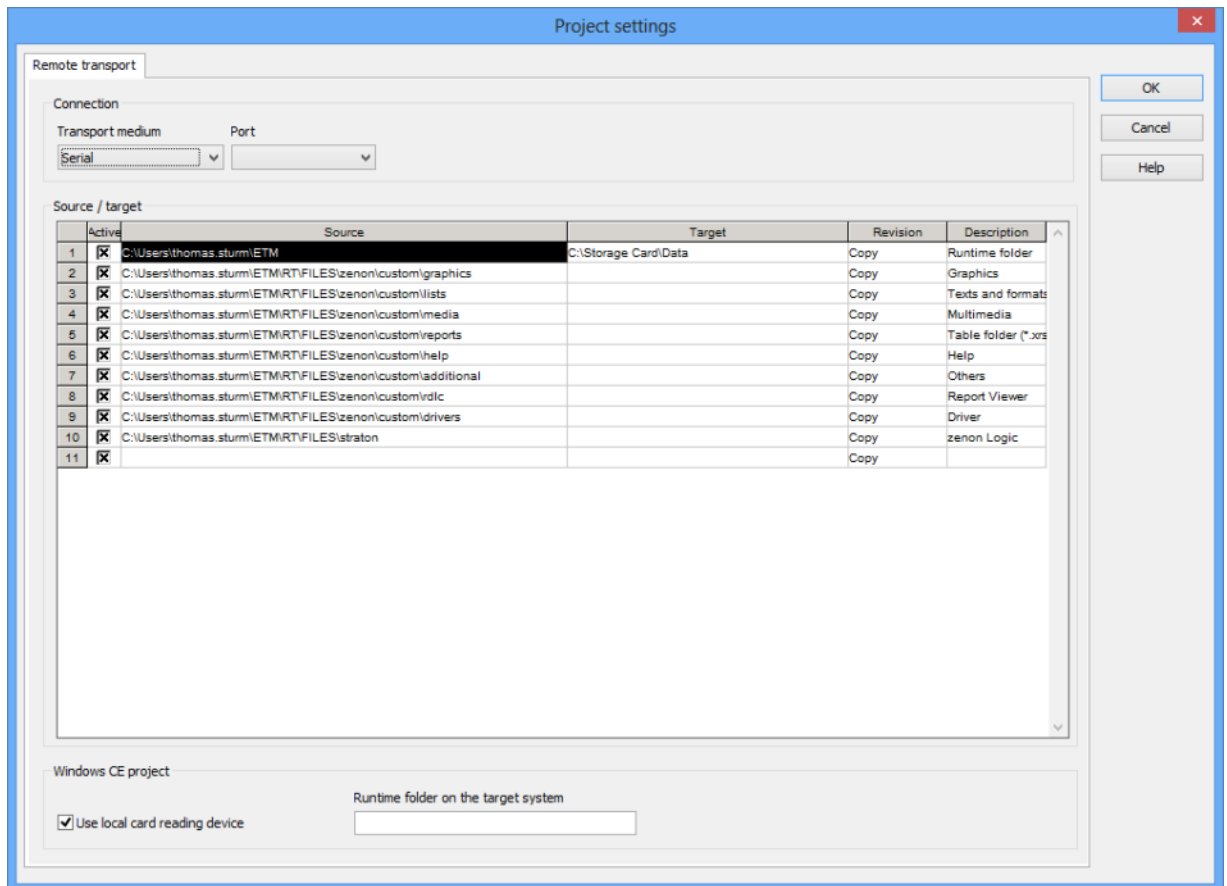 Project settings
Remote transport
OK
Connection
Cancel
Transport medium Port
Serial
Help
Source / target
Active Source Target Revision Description
1 C:\Users\thomas.sturm\ETM C:\Storage Card\Data Copy Runtime folder
2 C:\Users\thomas.sturm\ETM\RT\FILES\zenon\custom\graphics Copy Graphics
3 C:\Users\thomas.sturm\ETM\RT\FILES\zenon\custom\lists Copy Texts and formats
4 C:\Users\thomas.sturm\ETM\RT\FILES\zenon\custom\media Copy Multimedia
5 C:\Users\thomas.sturm\ETM\RT\FILES\zenon\custom\reports Copy Table folder (*.xrs
6 C:\Users\thomas.sturm\ETM\RT\FILES\zenon\custom\help Copy Help
7 C:\Users\thomas.sturm\ETM\RT\FILES\zenon\custom\additional Copy Others
8 C:\Users\thomas.sturm\ETM\RT\FILES\zenon\custom\rdlc Copy Report Viewer
9 C:\Users\thomas.sturm\ETM\RT\FILES\zenon\custom\drivers Copy Driver
10 C:\Users\thomas.sturm\ETM\RT\FILES\straton Copy zenon Logic
11 Copy
Windows CE project
Runtime folder on the target system
Use local card reading device